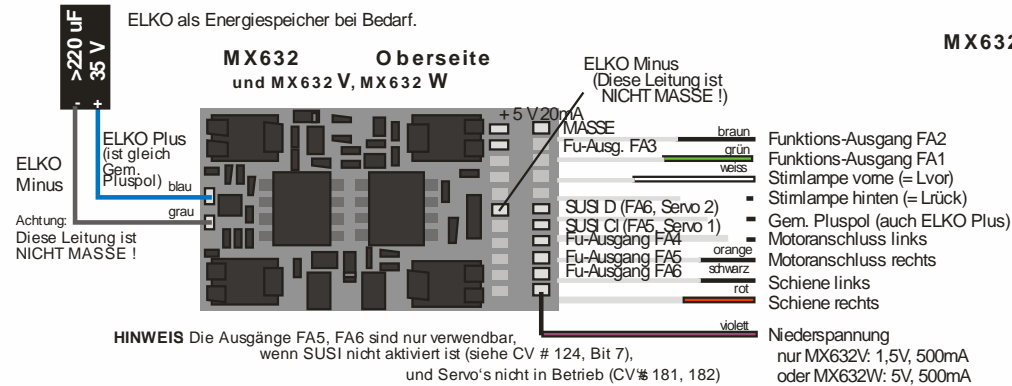 >220 uF
35 V
- +
ELKO als Energiespeicher bei Bedarf.
MX632 Oberseite
und MX632 V, MX632 W
MX632
ELKO Minus
(Diese Leitung ist
NICHT MASSE !)
+ 5 V 20mA
MASSE
Fu-Ausg. FA3
ELKO Plus
(ist gleich
Gem.
Pluspol)
blau
ELKO
Minus
grau
Achtung:
Diese Leitung ist
NICHT MASSE !
SUSI D (FA6, Servo 2)
SUSI Cl (FA5, Servo 1)
Fu-Ausgang FA4
Fu-Ausgang FA5
Fu-Ausgang FA6
braun Funktions-Ausgang FA2
grün Funktions-Ausgang FA1
weiss Stirnlampe vorne (= Lvor)
Stirnlampe hinten (= Lrück)
Gem. Pluspol (auch ELKO Plus)
Motoranschluss links
orange Motoranschluss rechts
schwarz Schiene links
rot Schiene rechts
violett Niederspannung
nur MX632V: 1,5V, 500mA
oder MX632W: 5V, 500mA
HINWEIS Die Ausgänge FA5, FA6 sind nur verwendbar,
wenn SUSI nicht aktiviert ist (siehe CV # 124, Bit 7),
und Servo's nicht in Betrieb (CV's # 181, 182)